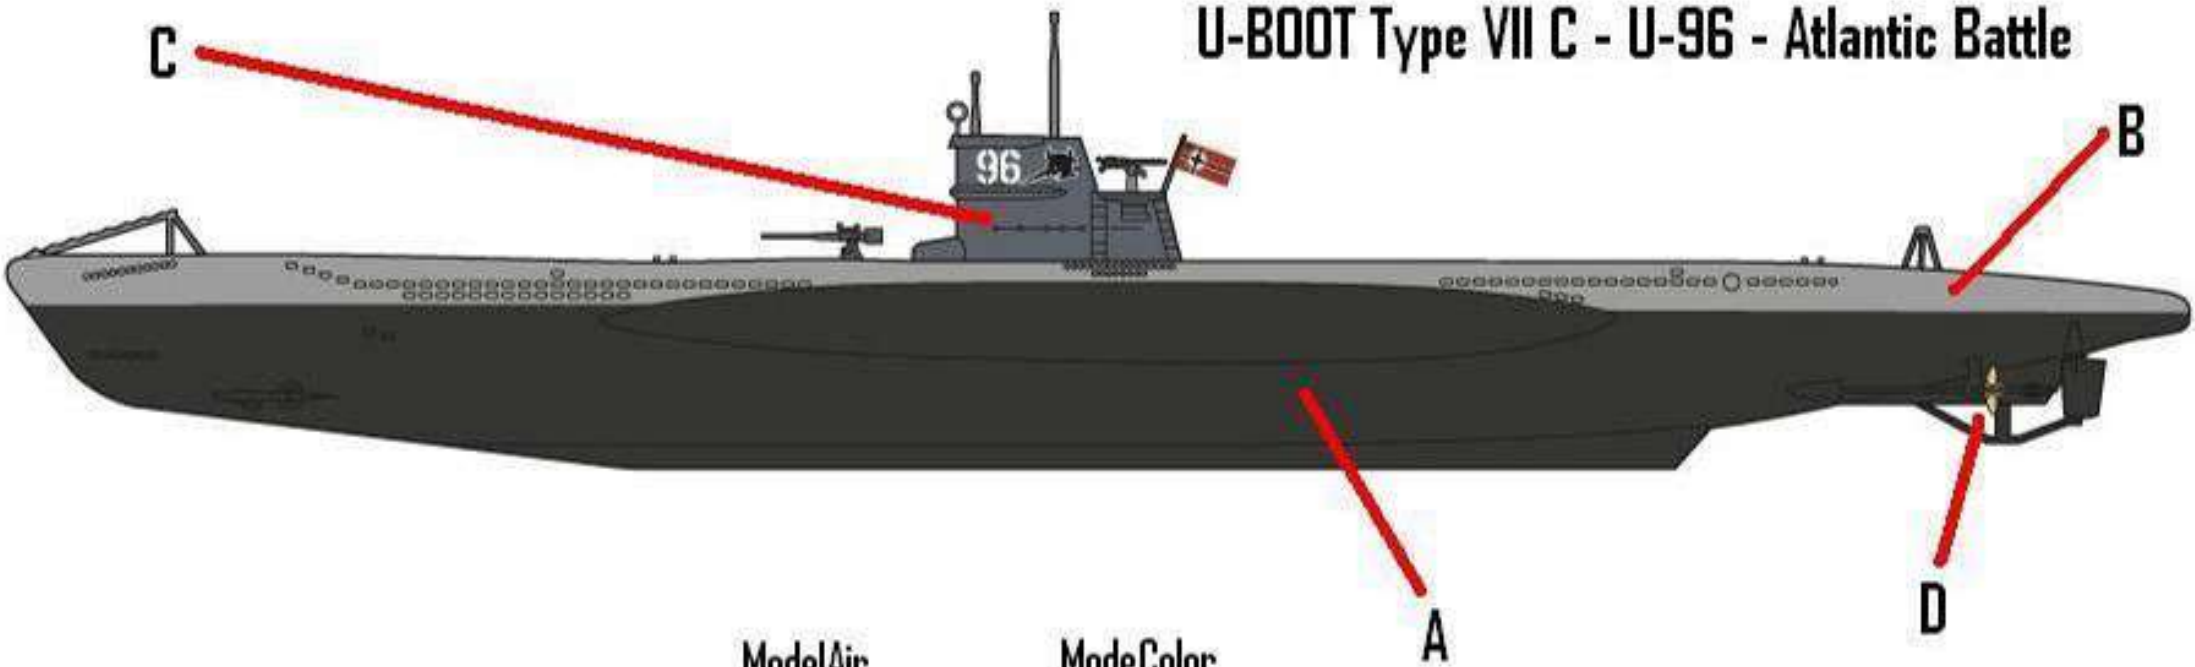 U-BOOT Type VII C - U-96 - Atlantic Battle
C
B
96
D
A
ModelAir ModeColor